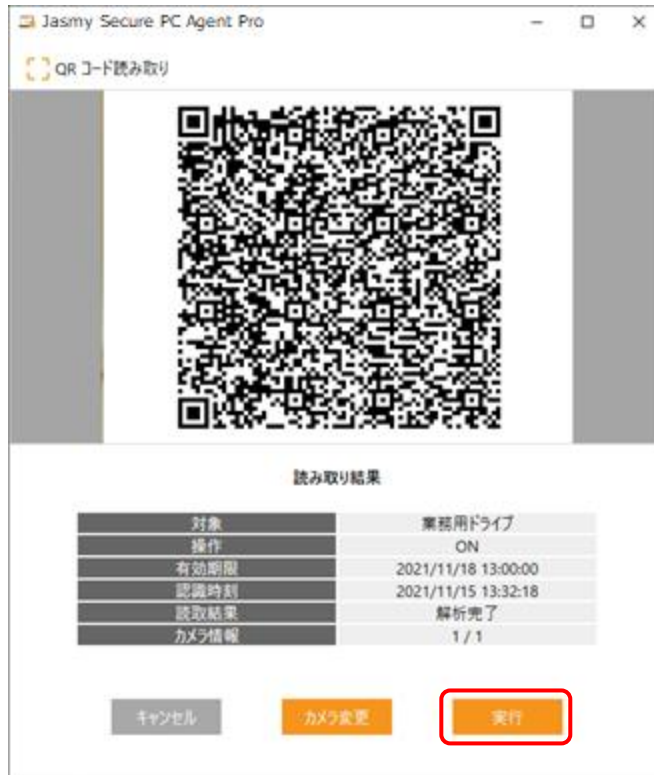 Jasmy Secure PC Agent Pro
QR コード読み取り
読み取り結果
対象 業務用ドライブ
操作 ON
有効期限 2021/11/18 13:00:00
認識時刻 2021/11/15 13:32:18
読取結果 解析完了
カメラ情報 1 / 1
キャンセル カメラ変更 実行